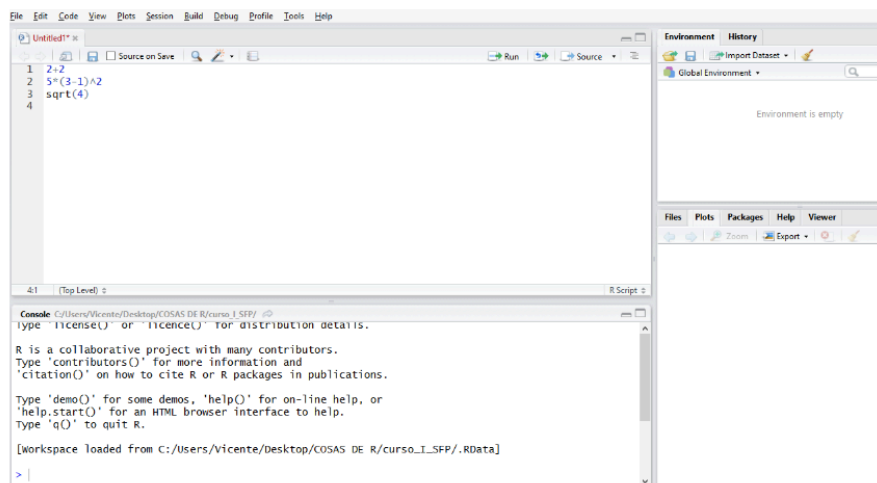 File Edit Code View Plots Session Build Debug Profile Tools Help
Untitled1*
Source on Save
Run
Source
1 2+2
2 5*(3-1)^2
3 sqrt(4)
4
4:1 (Top Level)
R Script
Console C:/Users/Vicente/Desktop/COSAS DE R/curso_I_SFP/
Type 'license()' or 'licence()' for distribution details.
R is a collaborative project with many contributors.
Type 'contributors()' for more information and
'citation()' on how to cite R or R packages in publications.
Type 'demo()' for some demos, 'help()' for on-line help, or
'help.start()' for an HTML browser interface to help.
Type 'q()' to quit R.
[Workspace loaded from C:/Users/Vicente/Desktop/COSAS DE R/curso_I_SFP/.RData]
>
Environment History
Import Dataset
Global Environment
Environment is empty
Files Plots Packages Help Viewer
Zoom Export